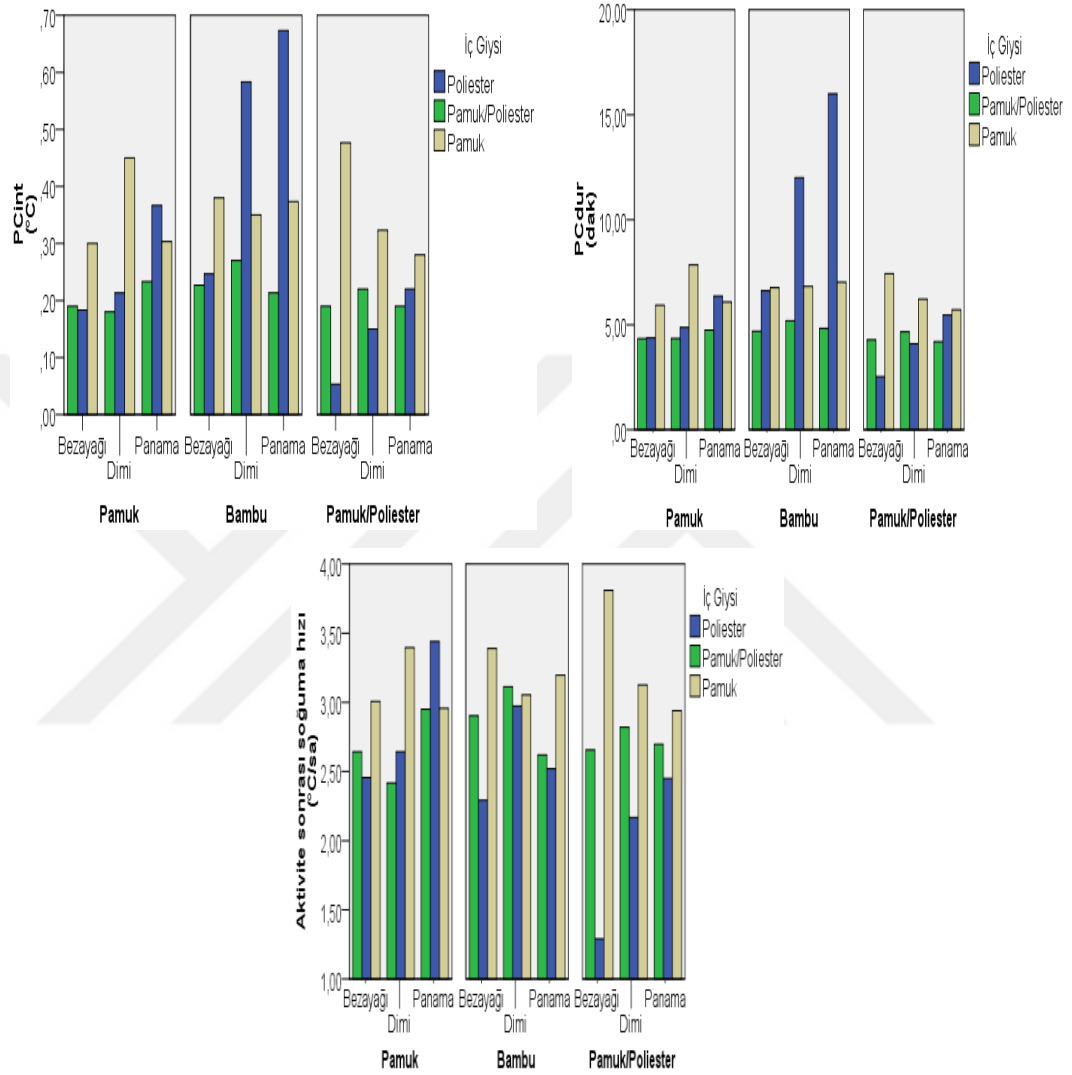 PCint
(°C)
,70
,60
,50
,40
,30
,20
,10
,00
İç Giysi
Poliester
Pamuk/Poliester
Pamuk
Bezayağı Panama Bezayağı Panama Bezayağı Panama
Dimi Dimi Dimi
Pamuk Bambu Pamuk/Poliester
PCdur
(dak)
20,00
15,00
10,00
5,00
,00
İç Giysi
Poliester
Pamuk/Poliester
Pamuk
Bezayağı Panama Bezayağı Panama Bezayağı Panama
Dimi Dimi Dimi
Pamuk Bambu Pamuk/Poliester
Aktivite sonrası soğuma hızı
(°C/sa)
4,00
3,50
3,00
2,50
2,00
1,50
1,00
İç Giysi
Poliester
Pamuk/Poliester
Pamuk
Bezayağı Panama Bezayağı Panama Bezayağı Panama
Dimi Dimi Dimi
Pamuk Bambu Pamuk/Poliester